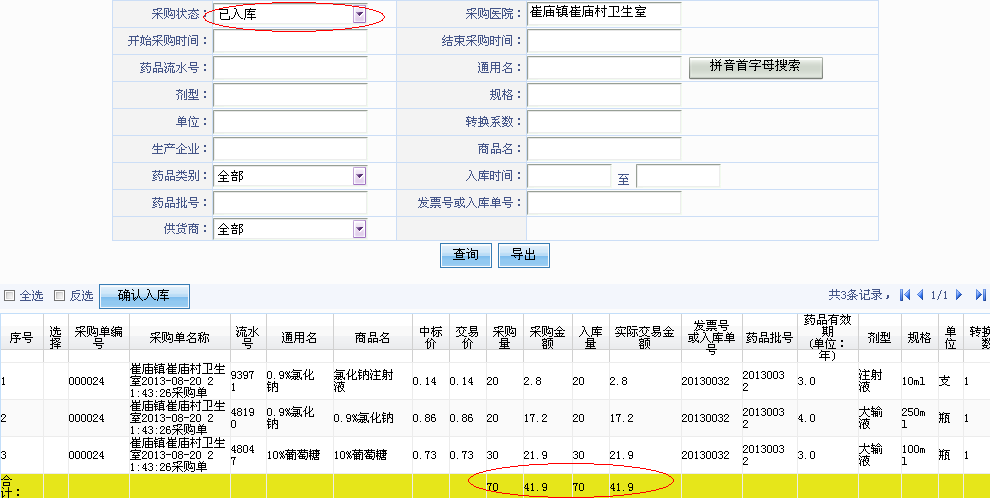 采购状态： 已入库 采购医院： 崔庙镇崔庙村卫生室
开始采购时间： 结束采购时间：
药品流水号： 通用名： 拼音首字母搜索
剂型： 规格：
单位： 转换系数：
生产企业： 商品名：
药品类别： 全部 入库时间： 至
药品批号： 发票号或入库单号：
供货商： 全部
查询 导出
全选 反选 确认入库 共3条记录， 1/1
序号 选择 采购单编号 采购单名称 流水号 通用名 商品名 中标价 交易价 采购量 采购金额 入库量 实际交易金额 发票号或入库单号 药品批号 药品有效期(单位：年) 剂型 规格 单位 转换数
1 000024 崔庙镇崔庙村卫生室2013-08-20 21:43:26采购单 93971 0.9%氯化钠 氯化钠注射液 0.14 0.14 20 2.8 20 2.8 20130032 20130032 3.0 注射液 10ml 支 1
2 000024 崔庙镇崔庙村卫生室2013-08-20 21:43:26采购单 48190 0.9%氯化钠 0.9%氯化钠 0.86 0.86 20 17.2 20 17.2 20130032 20130032 4.0 大输液 250ml 瓶 1
3 000024 崔庙镇崔庙村卫生室2013-08-20 21:43:26采购单 48047 10%葡萄糖 10%葡萄糖 0.73 0.73 30 21.9 30 21.9 20130032 20130032 3.0 大输液 100ml 瓶 1
合计： 70 41.9 70 41.9